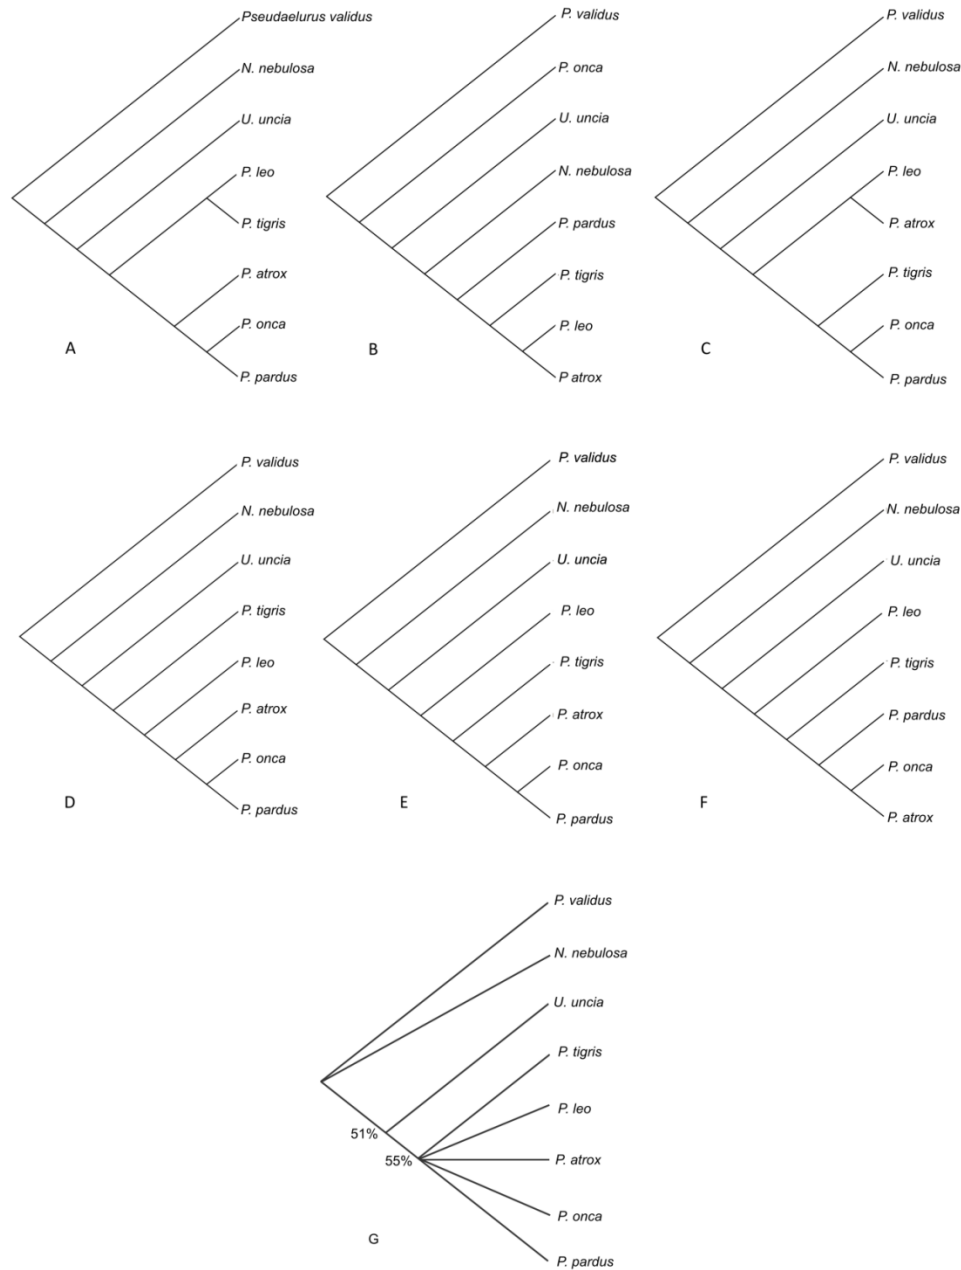 Pseudaelurus validus
N. nebulosa
U. uncia
P. leo
P. tigris
P. atrox
P. onca
P. pardus
A
P. validus
P. onca
U. uncia
N. nebulosa
P. pardus
P. tigris
P. leo
P atrox
B
P. validus
N. nebulosa
U. uncia
P. leo
P. atrox
P. tigris
P. onca
P. pardus
C
P. validus
N. nebulosa
U. uncia
P. tigris
P. leo
P. atrox
P. onca
P. pardus
D
P. validus
N. nebulosa
U. uncia
P. leo
P. tigris
P. atrox
P. onca
P. pardus
E
P. validus
N. nebulosa
U. uncia
P. leo
P. tigris
P. pardus
P. onca
P. atrox
F
P. validus
N. nebulosa
U. uncia
P. tigris
P. leo
51%
55%
P. atrox
P. onca
P. pardus
G